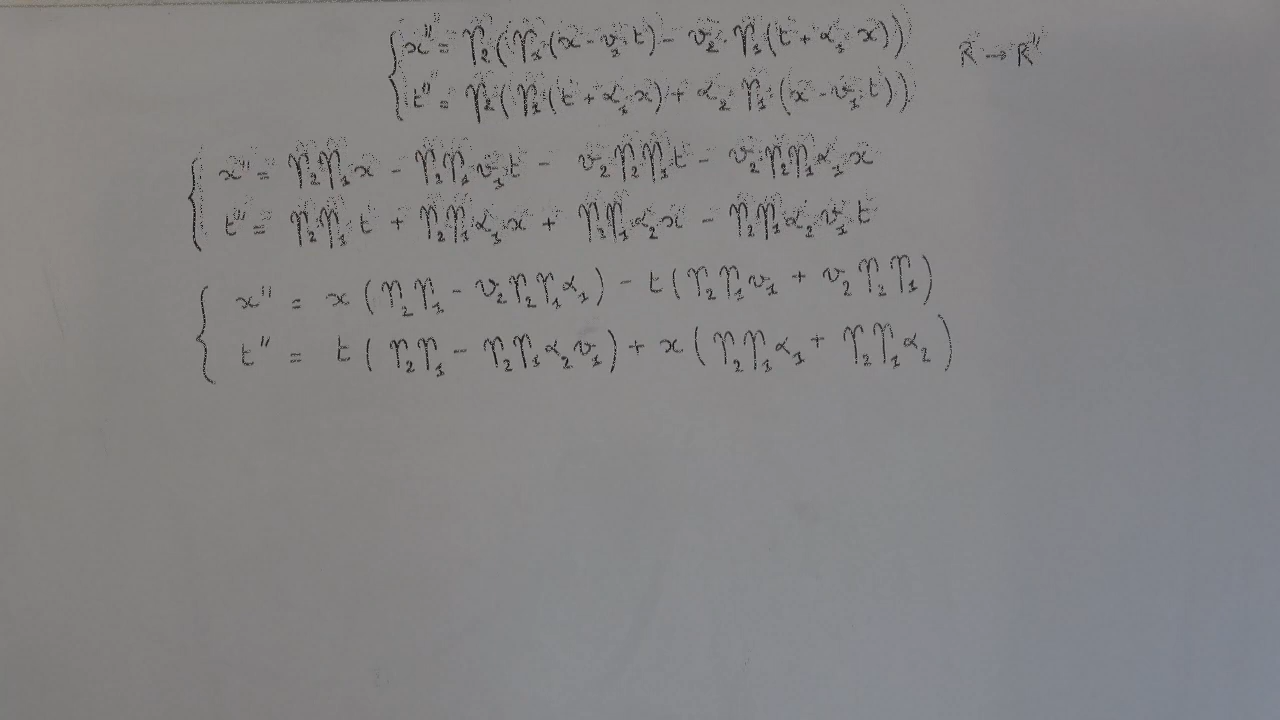 x'' = γ₂(γ₁(x - v₁t) - v₂·γ₁(t + α₁x)) R → R''
t'' = γ₂(γ₁(t + α₁x) + α₂·γ₁·(x - v₁t))
x'' = γ₂γ₁x - γ₂γ₁v₁t - v₂γ₂γ₁t - v₂γ₂γ₁α₁x
t'' = γ₂γ₁t + γ₂γ₁α₁x + γ₂γ₁α₂x - γ₂γ₁α₂v₁t
x'' = x(γ₂γ₁ - v₂γ₂γ₁α₁) - t(γ₂γ₁v₁ + v₂γ₂γ₁)
t'' = t(γ₂γ₁ - γ₂γ₁α₂v₁) + x(γ₂γ₁α₁ + γ₂γ₁α₂)